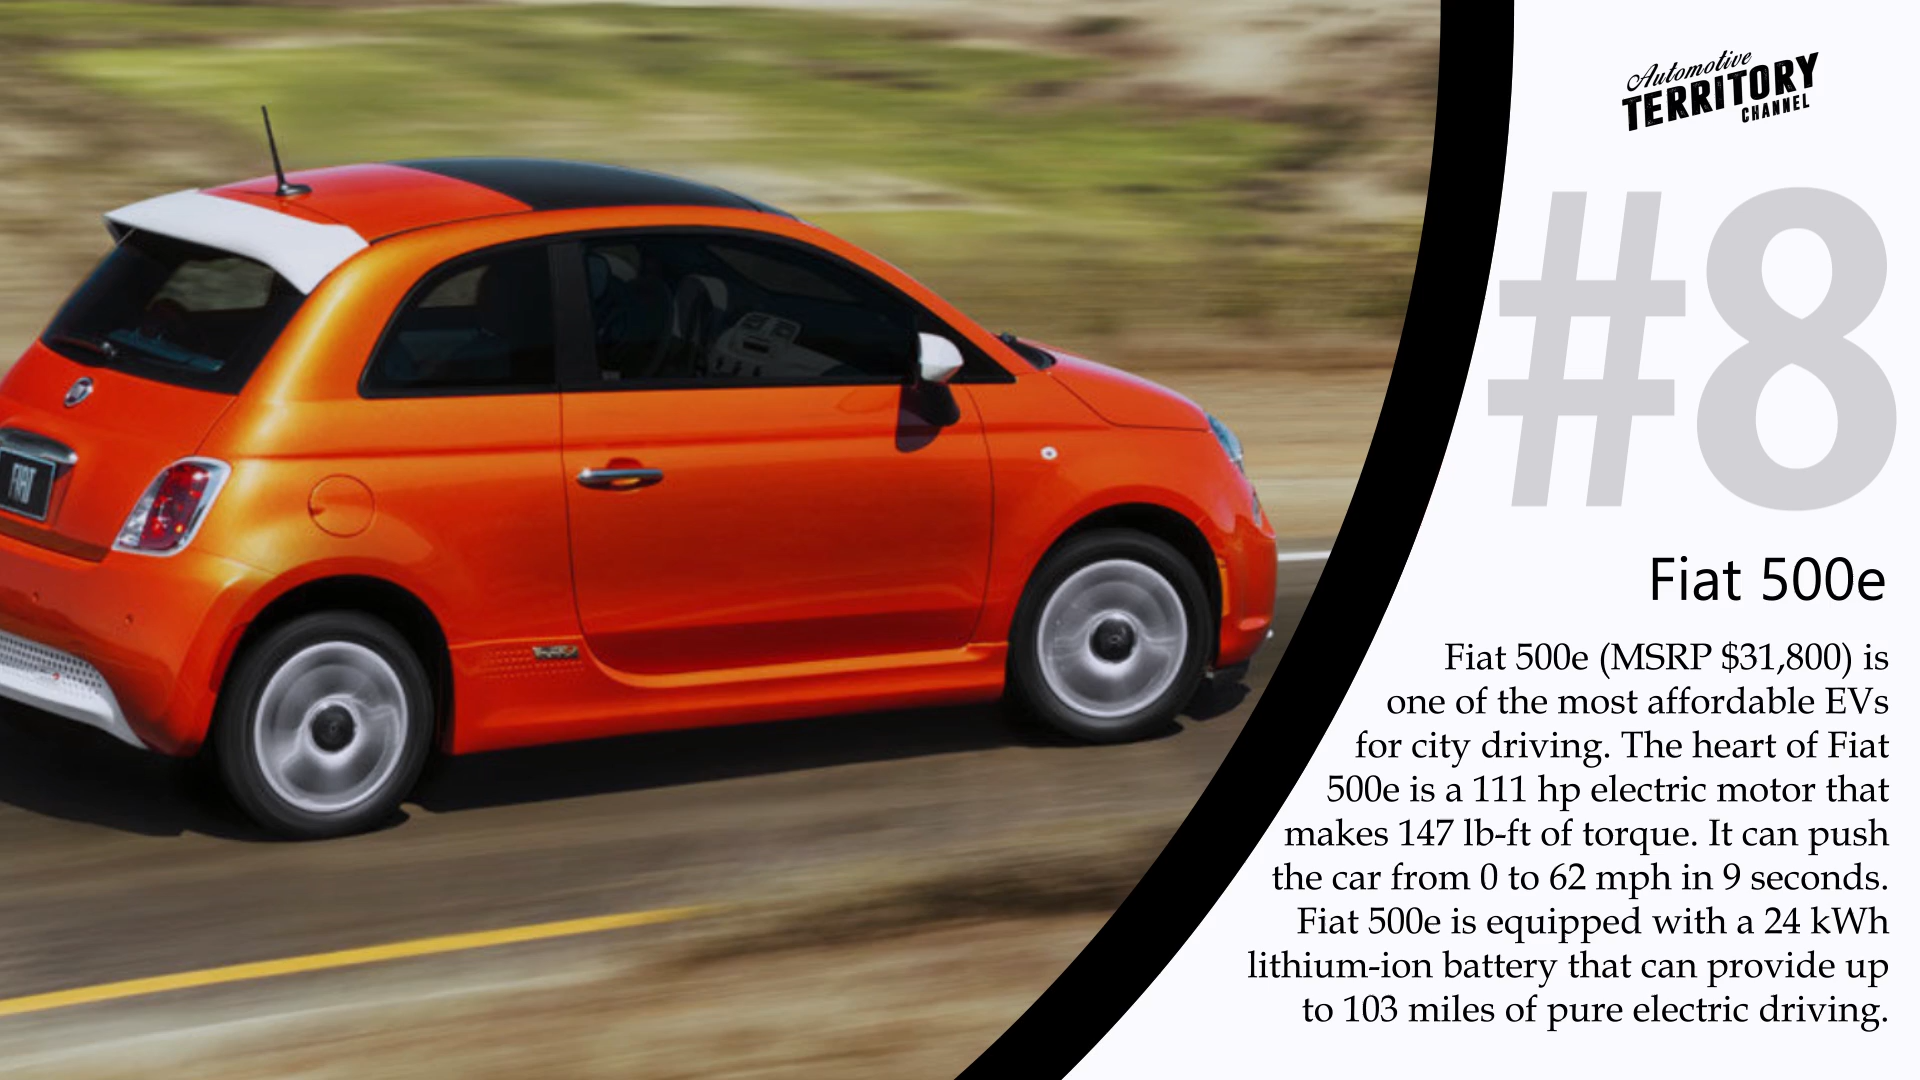 Automotive
TERRITORY
CHANNEL
#8
Fiat 500e
Fiat 500e (MSRP $31,800) is
one of the most affordable EVs
for city driving. The heart of Fiat
500e is a 111 hp electric motor that
makes 147 lb-ft of torque. It can push
the car from 0 to 62 mph in 9 seconds.
Fiat 500e is equipped with a 24 kWh
lithium-ion battery that can provide up
to 103 miles of pure electric driving.
FIAT